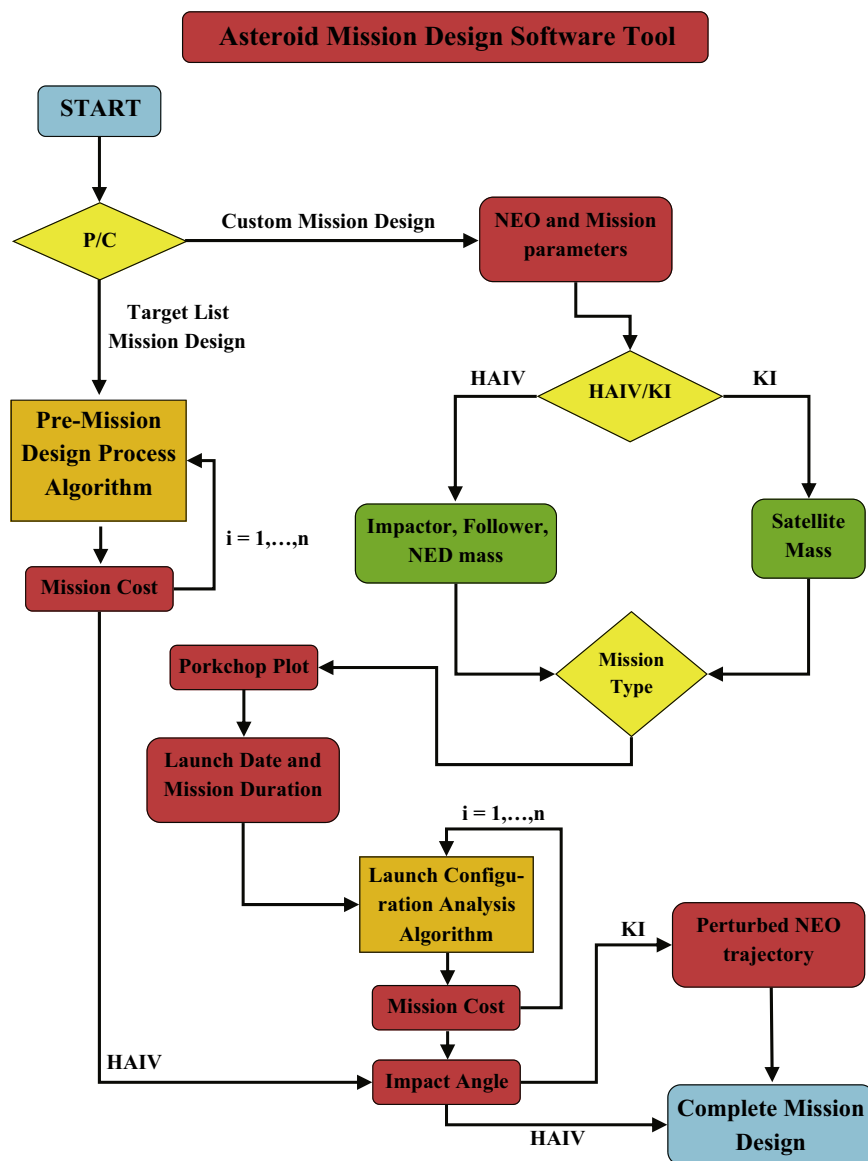 Asteroid Mission Design Software Tool
START
P/C
Custom Mission Design
NEO and Mission
parameters
Target List
Mission Design
HAIV
HAIV/KI
KI
Pre-Mission
Design Process
Algorithm
i = 1,…,n
Impactor, Follower,
NED mass
Satellite
Mass
Mission Cost
Porkchop Plot
Mission
Type
Launch Date and
Mission Duration
i = 1,…,n
Launch Configu-
ration Analysis
Algorithm
KI
Perturbed NEO
trajectory
Mission Cost
HAIV
Impact Angle
HAIV
Complete Mission
Design